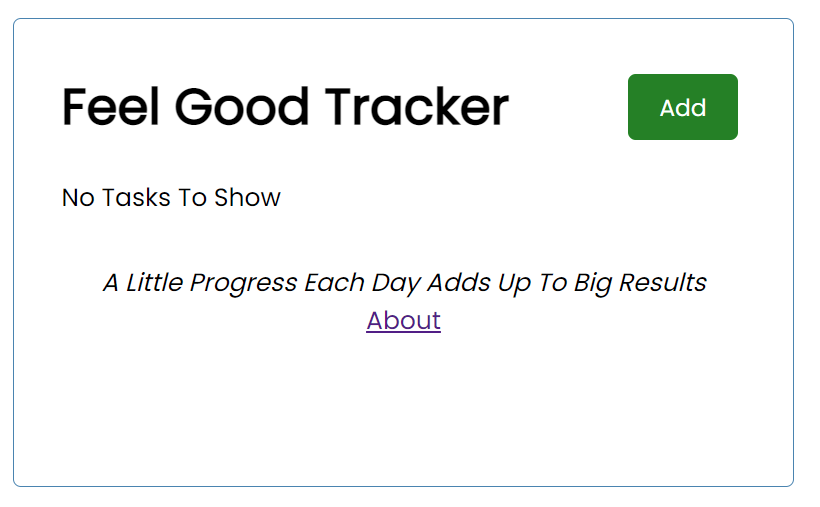 Feel Good Tracker
Add
No Tasks To Show
A Little Progress Each Day Adds Up To Big Results
About